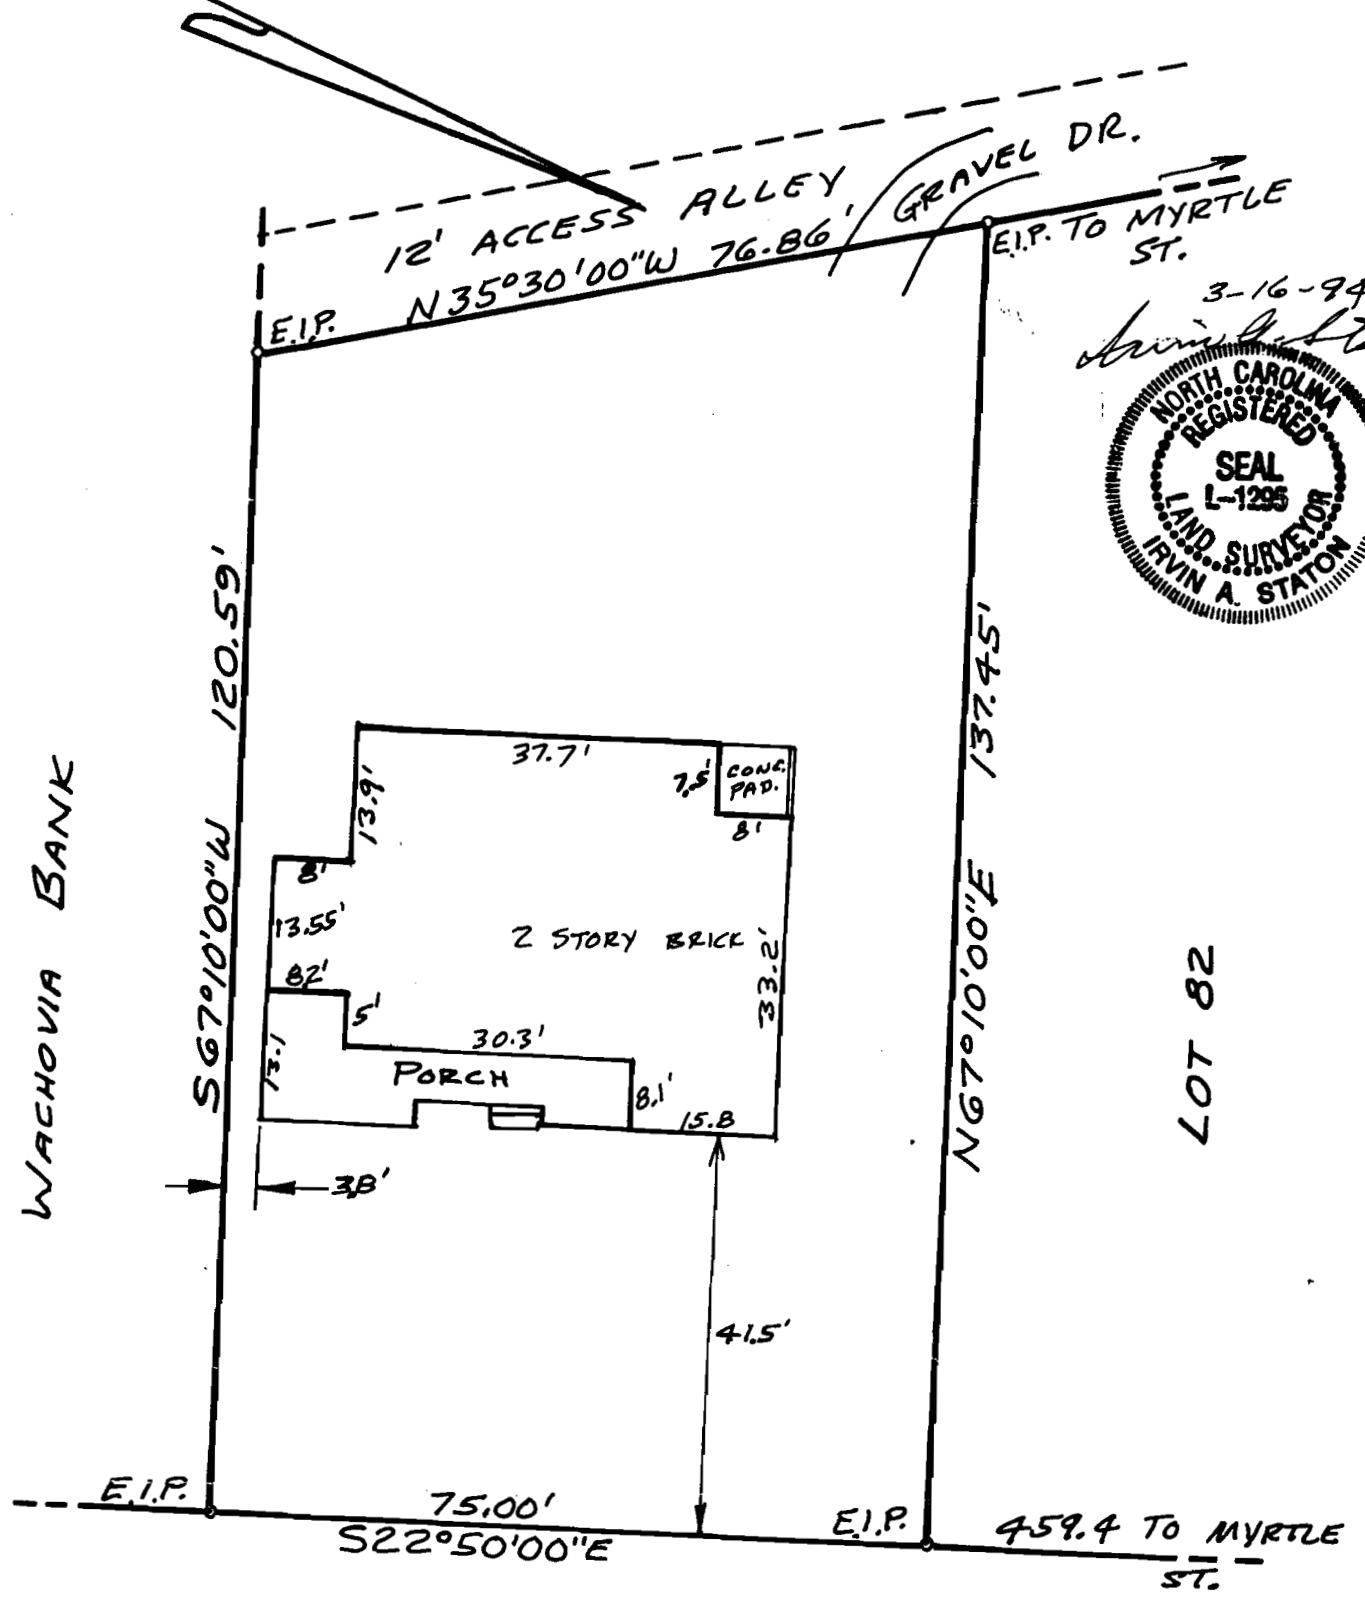 12' ACCESS ALLEY
GRAVEL DR.
N 35°30'00"W 76.86'
E.I.P.
E.I.P. TO MYRTLE
ST.
3-16-94
NORTH CAROLINA
REGISTERED
SEAL
L-1295
LAND SURVEYOR
IRVIN A. STATON
S 67°10'00"W 120.59'
WACHOVIA BANK
37.7'
13.9'
7.5'
CONC.
PAD.
8'
8'
13.55'
2 STORY BRICK
33.2'
8.2'
5'
30.3'
13.1
PORCH
8.1'
15.8
3.8'
41.5'
N67°10'00"E 137.45'
LOT 82
E.I.P.
75.00'
S22°50'00"E
E.I.P.
459.4 TO MYRTLE
ST.